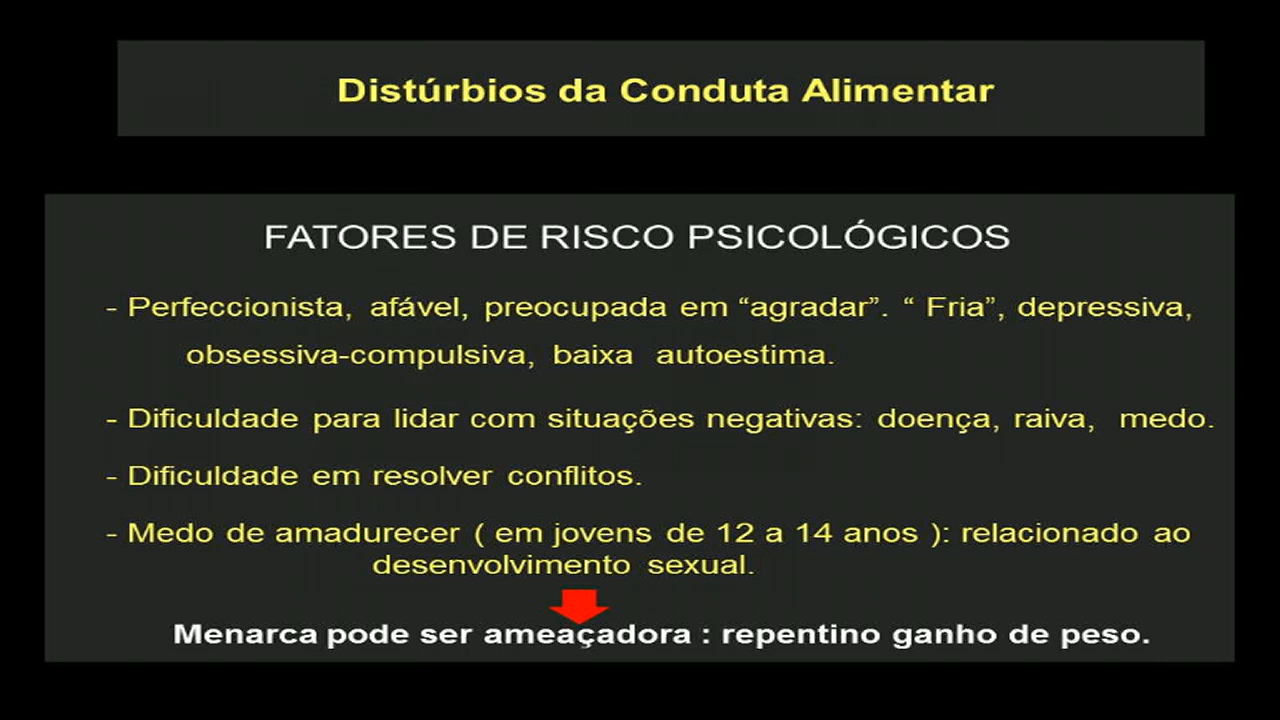 Distúrbios da Conduta Alimentar
FATORES DE RISCO PSICOLÓGICOS
- Perfeccionista, afável, preocupada em “agradar”. “ Fria”, depressiva,
obsessiva-compulsiva, baixa autoestima.
- Dificuldade para lidar com situações negativas: doença, raiva, medo.
- Dificuldade em resolver conflitos.
- Medo de amadurecer ( em jovens de 12 a 14 anos ): relacionado ao
desenvolvimento sexual.
Menarca pode ser ameaçadora : repentino ganho de peso.